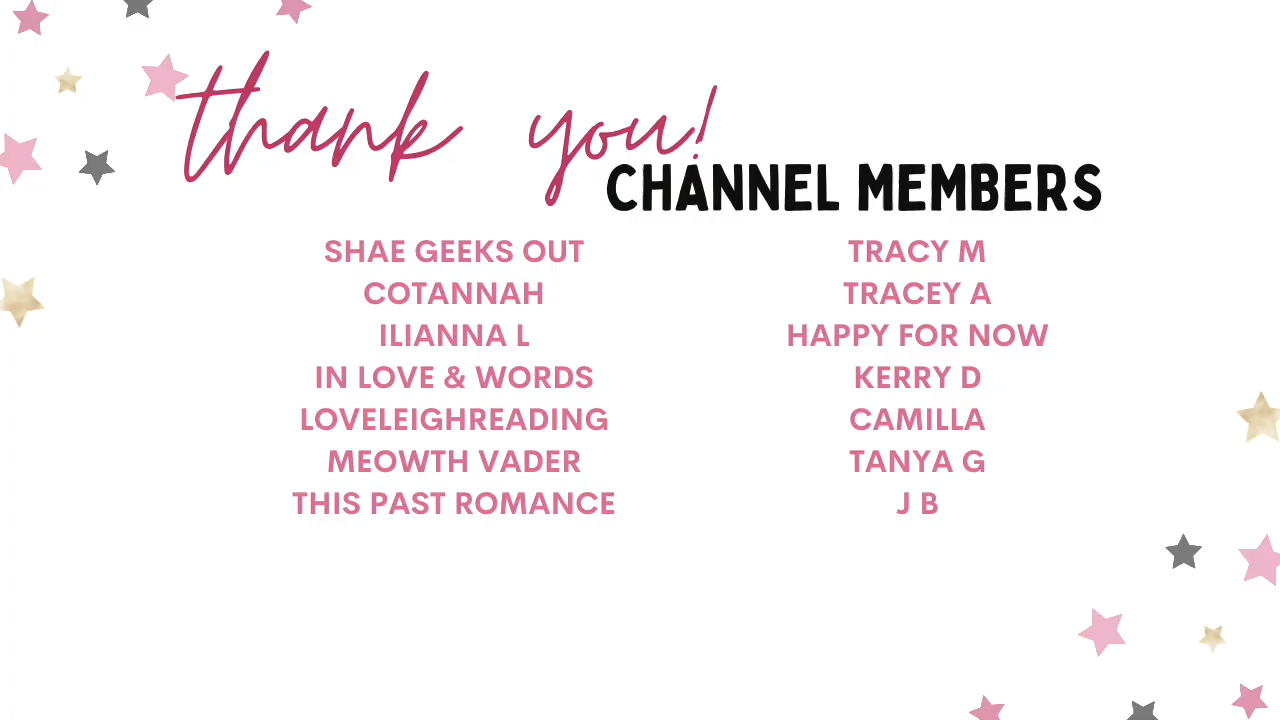 thank you!
CHANNEL MEMBERS
SHAE GEEKS OUT
COTANNAH
ILIANNA L
IN LOVE & WORDS
LOVELEIGHREADING
MEOWTH VADER
THIS PAST ROMANCE
TRACY M
TRACEY A
HAPPY FOR NOW
KERRY D
CAMILLA
TANYA G
J B